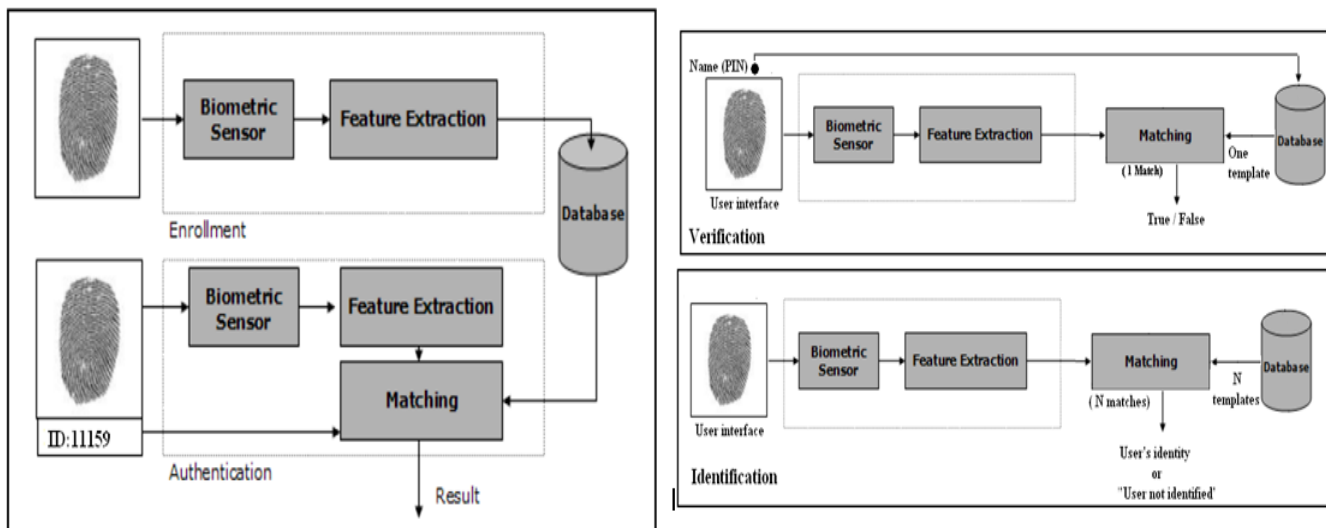 Biometric
Sensor
Feature Extraction
Database
Enrollment
Biometric
Sensor
Feature Extraction
Matching
ID:11159
Authentication
Result
Name (PIN)
Biometric
Sensor
Feature Extraction
Matching
Database
(1 Match)
One
template
User interface
True / False
Verification
Biometric
Sensor
Feature Extraction
Matching
Database
( N matches)
N
templates
User interface
User's identity
or
"User not identified'
Identification